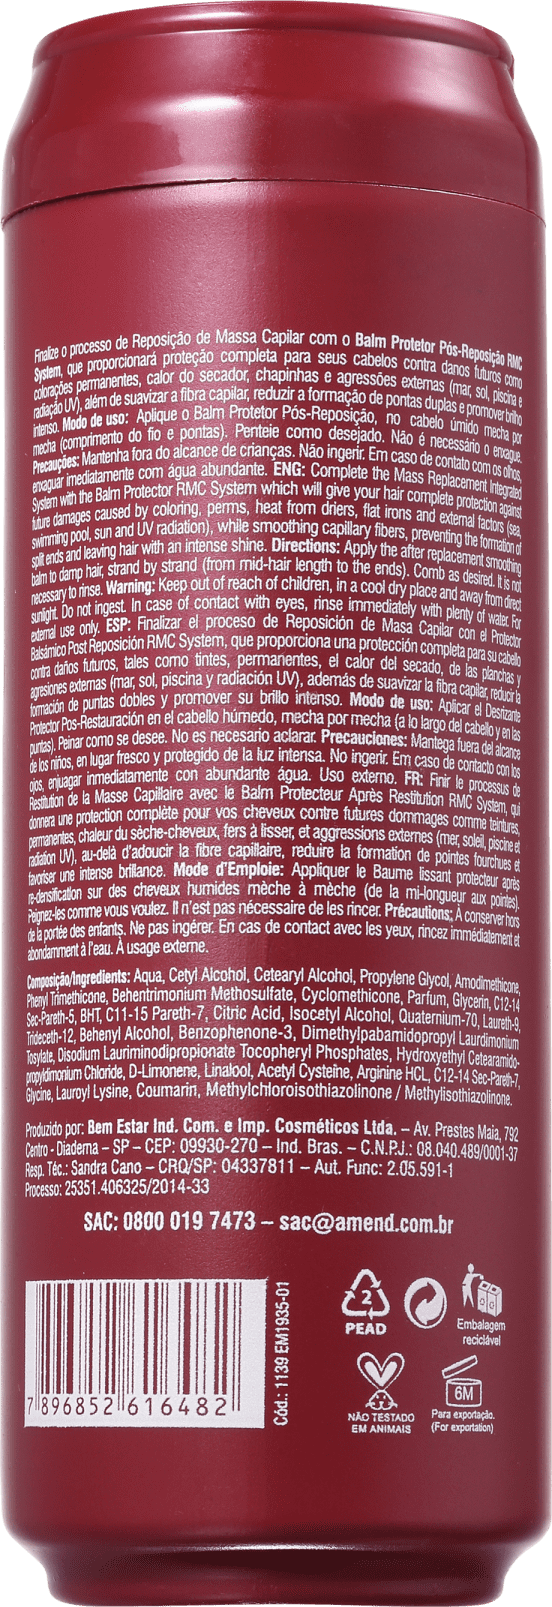 Finalize o processo de Reposição de Massa Capilar com o Balm Protetor Pós-Reposição RMC
System, que proporcionará proteção completa para seus cabelos contra danos futuros como
colorações permanentes, calor do secador, chapinhas e agressões externas (mar, sol, piscina e
radiação UV), além de suavizar a fibra capilar, reduzir a formação de pontas duplas e promover brilho
intenso. Modo de uso: Aplique o Balm Protetor Pós-Reposição, no cabelo úmido mecha por
mecha (comprimento do fio e pontas). Penteie como desejado. Não é necessário o enxague.
Precauções: Mantenha fora do alcance de crianças. Não ingerir. Em caso de contato com os olhos,
enxaguar imediatamente com água abundante. ENG: Complete the Mass Replacement Integrated
System with the Balm Protector RMC System which will give your hair complete protection against
future damages caused by coloring, perms, heat from driers, flat irons and external factors (sea,
swimming pool, sun and UV radiation), while smoothing capillary fibers, preventing the formation of
split ends and leaving hair with an intense shine. Directions: Apply the after replacement smoothing
balm to damp hair, strand by strand (from mid-hair length to the ends). Comb as desired. It is not
necessary to rinse. Warning: Keep out of reach of children, in a cool dry place and away from direct
sunlight. Do not ingest. In case of contact with eyes, rinse immediately with plenty of water. For
external use only. ESP: Finalizar el proceso de Reposición de Masa Capilar con el Protector
Balsámico Post Reposición RMC System, que proporciona una protección completa para su cabello
contra daños futuros, tales como tintes, permanentes, el calor del secado, de las planchas y
agresiones externas (mar, sol, piscina y radiación UV), además de suavizar la fibra capilar, reducir la
formación de puntas dobles y promover su brillo intenso. Modo de uso: Aplicar el Desrizante
Protector Pos-Restauración en el cabello húmedo, mecha por mecha (a lo largo del cabello y en las
puntas). Peinar como se desee. No es necesario aclarar. Precauciones: Mantega fuera del alcance
de los niños, en lugar fresco y protegido de la luz intensa. No ingerir. Em caso de contacto con los
ojos, enjuagar inmediatamente con abundante água. Uso externo. FR: Finir le processus de
Restitution de la Masse Capillaire avec le Balm Protecteur Après Restitution RMC System, qui
donnera une protection complète pour vos cheveux contre futures dommages comme teintures,
permanentes, chaleur du sèche-cheveux, fers à lisser, et aggressions externes (mer, soleil, piscine et
radiation UV), au-delà d'adoucir la fibre capillaire, reduire la formation de pointes fourchues et
favoriser une intense brillance. Mode d'Emploie: Appliquer le Baume lissant protecteur après
re-densification sur des cheveux humides mèche à mèche (de la mi-longueur aux pointes).
Peignez-les comme vous voulez. Il n'est pas nécessaire de les rincer. Précautions: À conserver hors
de la portée des enfants. Ne pas ingérer. En cas de contact avec les yeux, rincez immédiatement et
abondamment à l'eau. À usage externe.
Composição/Ingredients: Aqua, Cetyl Alcohol, Cetearyl Alcohol, Propylene Glycol, Amodimethicone,
Phenyl Trimethicone, Behentrimonium Methosulfate, Cyclomethicone, Parfum, Glycerin, C12-14
Sec-Pareth-5, BHT, C11-15 Pareth-7, Citric Acid, Isocetyl Alcohol, Quaternium-70, Laureth-9,
Trideceth-12, Behenyl Alcohol, Benzophenone-3, Dimethylpabamidopropyl Laurdimonium
Tosylate, Disodium Lauriminodipropionate Tocopheryl Phosphates, Hydroxyethyl Cetearamido-
propyldimonium Chloride, D-Limonene, Linalool, Acetyl Cysteine, Arginine HCL, C12-14 Sec-Pareth-7,
Glycine, Lauroyl Lysine, Coumarin, Methylchloroisothiazolinone / Methylisothiazolinone.
Produzido por: Bem Estar Ind. Com. e Imp. Cosméticos Ltda. – Av. Prestes Maia, 792
Centro - Diadema – SP – CEP: 09930-270 – Ind. Bras. – C.N.P.J.: 08.040.489/0001-37
Resp. Téc.: Sandra Cano – CRQ/SP: 04337811 – Aut. Func: 2.05.591-1
Processo: 25351.406325/2014-33
SAC: 0800 019 7473 – sac@amend.com.br
7 896852 616482
Cód.: 1139 EM1935-01
2
PEAD
Embalagem
reciclável
NÃO TESTADO
EM ANIMAIS
6M
Para exportação.
(For exportation)